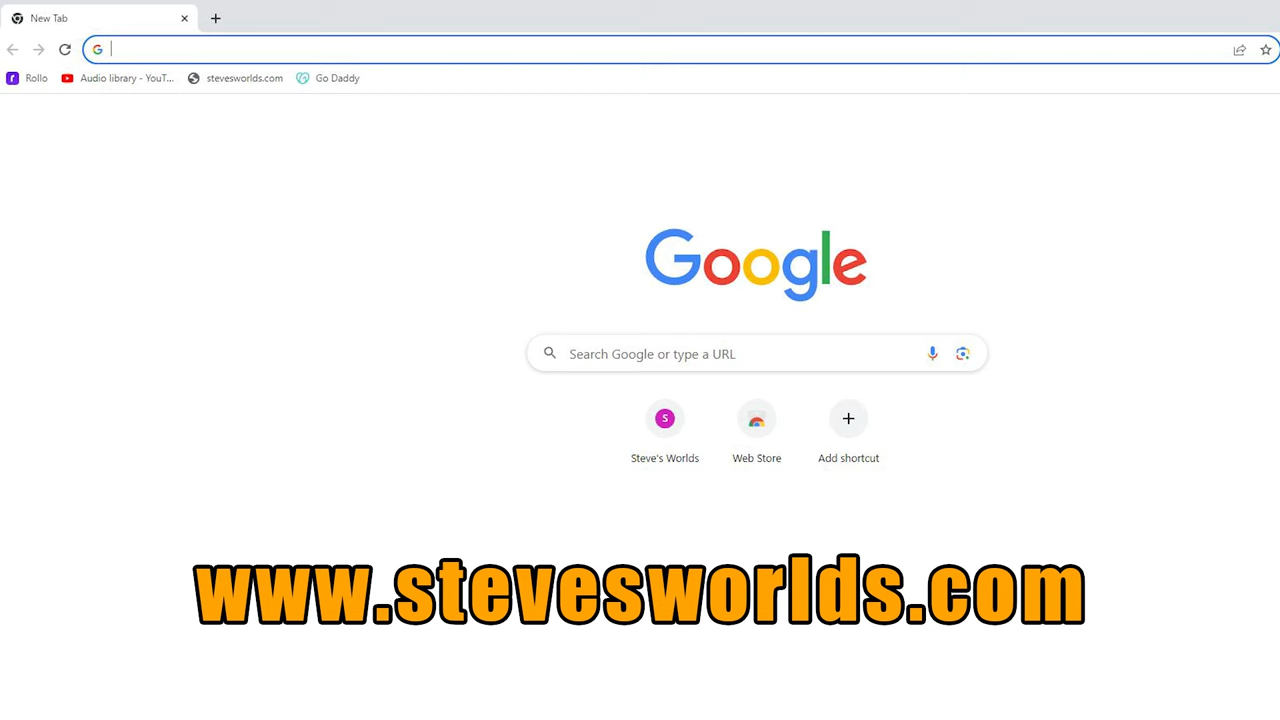 New Tab
Rollo
Audio library - YouT...
stevesworlds.com
Go Daddy
Google
Search Google or type a URL
S
Steve's Worlds
Web Store
Add shortcut
www.stevesworlds.com